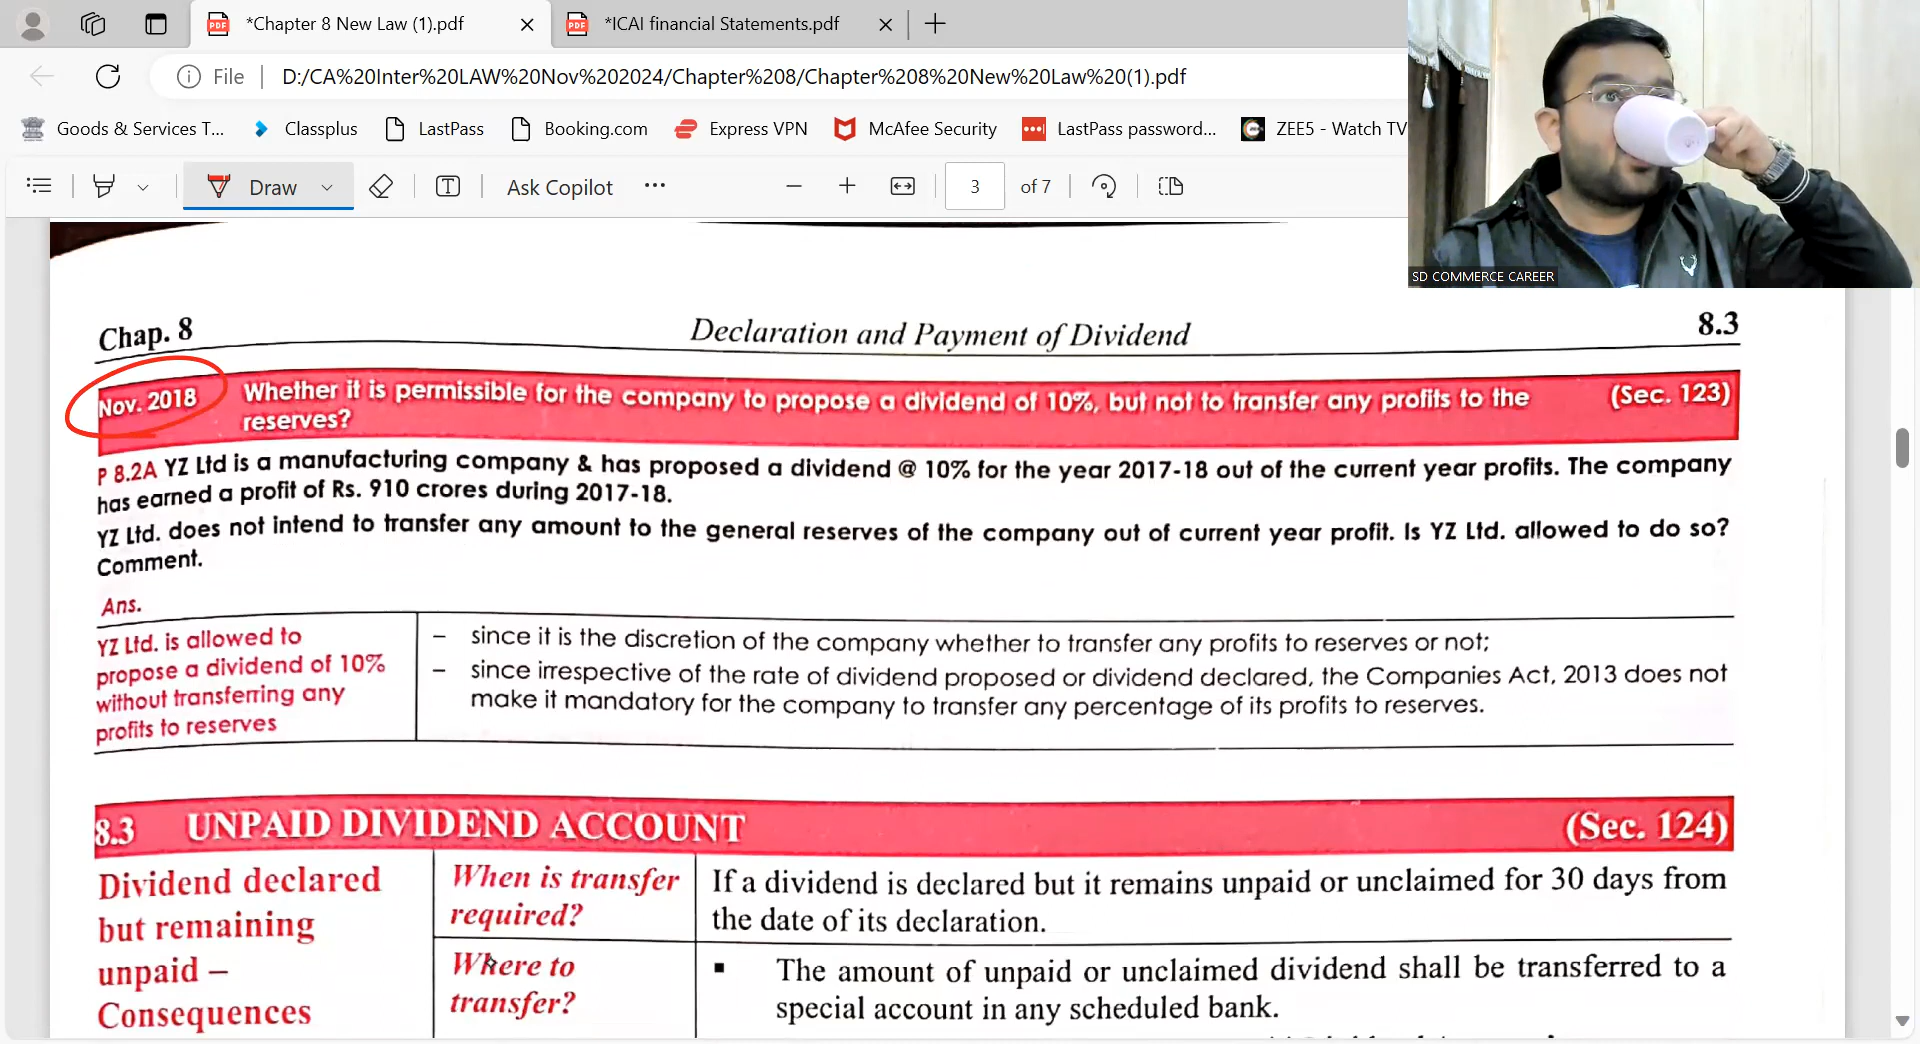 *Chapter 8 New Law (1).pdf
*ICAI financial Statements.pdf
File
D:/CA%20Inter%20LAW%20Nov%202024/Chapter%208/Chapter%208%20New%20Law%20(1).pdf
Goods & Services T...
Classplus
LastPass
Booking.com
Express VPN
McAfee Security
LastPass password...
ZEE5 - Watch TV
Draw
Ask Copilot
3 of 7
SD COMMERCE CAREER
Chap. 8 Declaration and Payment of Dividend 8.3
Nov. 2018 Whether it is permissible for the company to propose a dividend of 10%, but not to transfer any profits to the (Sec. 123)
reserves?
P 8.2A YZ Ltd is a manufacturing company & has proposed a dividend @ 10% for the year 2017-18 out of the current year profits. The company
has earned a profit of Rs. 910 crores during 2017-18.
YZ Ltd. does not intend to transfer any amount to the general reserves of the company out of current year profit. Is YZ Ltd. allowed to do so?
Comment.
Ans.
YZ Ltd. is allowed to
propose a dividend of 10%
without transferring any
profits to reserves
– since it is the discretion of the company whether to transfer any profits to reserves or not;
– since irrespective of the rate of dividend proposed or dividend declared, the Companies Act, 2013 does not
make it mandatory for the company to transfer any percentage of its profits to reserves.
8.3 UNPAID DIVIDEND ACCOUNT (Sec. 124)
Dividend declared
but remaining
unpaid –
Consequences
When is transfer
required?
If a dividend is declared but it remains unpaid or unclaimed for 30 days from
the date of its declaration.
Where to
transfer?
▪ The amount of unpaid or unclaimed dividend shall be transferred to a
special account in any scheduled bank.